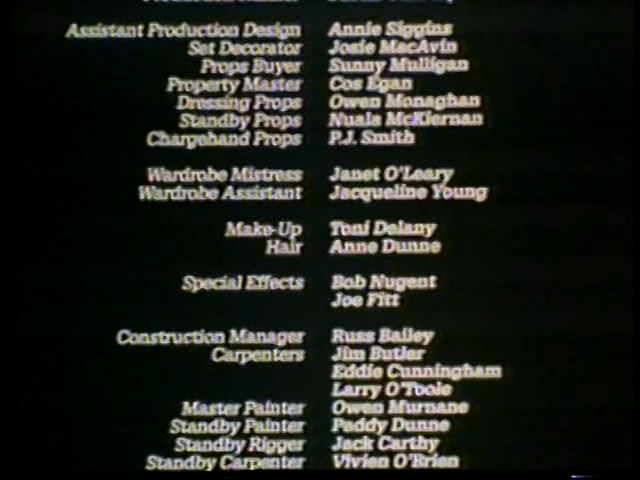 Assistant Production Design Annie Siggins
Set Decorator Josie MacAvin
Props Buyer Sunny Mulligan
Property Master Cos Egan
Dressing Props Owen Monaghan
Standby Props Nuala McKiernan
Chargehand Props P.J. Smith
Wardrobe Mistress Janet O'Leary
Wardrobe Assistant Jacqueline Young
Make-Up Toni Delany
Hair Anne Dunne
Special Effects Bob Nugent
Joe Fitt
Construction Manager Russ Bailey
Carpenters Jim Butler
Eddie Cunningham
Larry O'Toole
Master Painter Owen Murnane
Standby Painter Paddy Dunne
Standby Rigger Jack Carthy
Standby Carpenter Vivien O'Brien